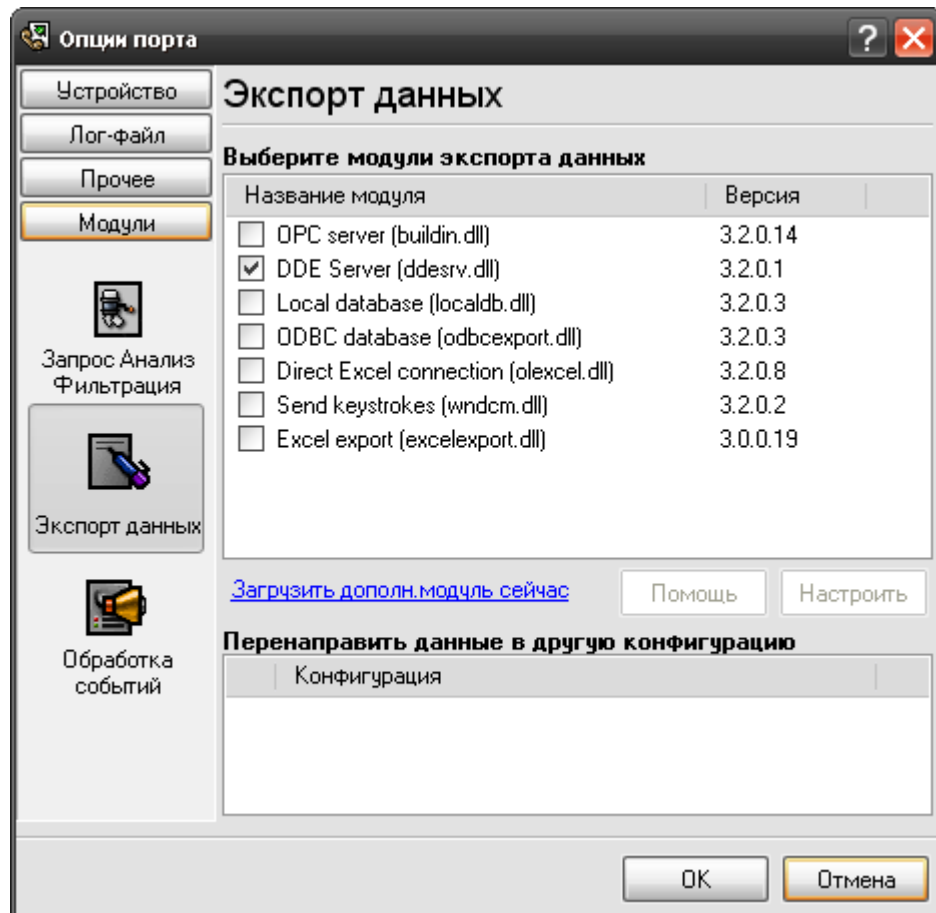 Опции порта
?
Устройство
Лог-файл
Прочее
Модули
Запрос Анализ
Фильтрация
Экспорт данных
Обработка
событий
Экспорт данных
Выберите модули экспорта данных
Название модуля Версия
OPC server (buildin.dll) 3.2.0.14
DDE Server (ddesrv.dll) 3.2.0.1
Local database (localdb.dll) 3.2.0.3
ODBC database (odbcexport.dll) 3.2.0.3
Direct Excel connection (olexcel.dll) 3.2.0.8
Send keystrokes (wndcm.dll) 3.2.0.2
Excel export (excelexport.dll) 3.0.0.19
Загрузить дополн.модуль сейчас Помощь Настроить
Перенаправить данные в другую конфигурацию
Конфигурация
OK Отмена